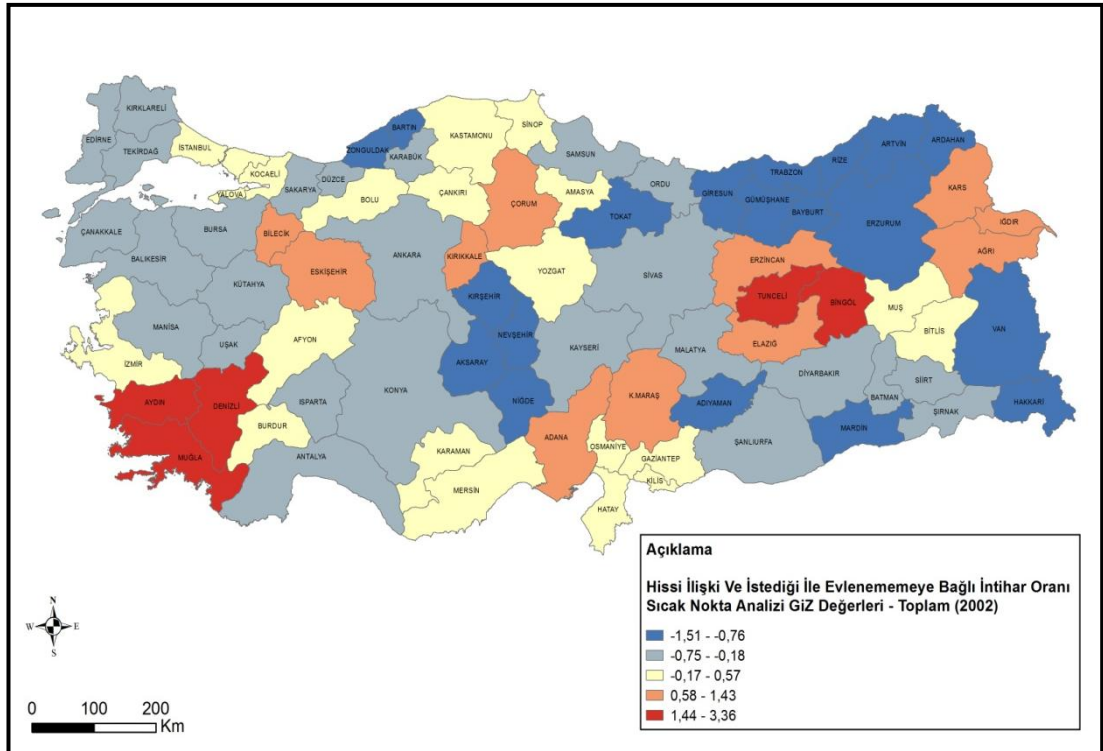 KIRKLARELİ
EDİRNE
TEKİRDAĞ
İSTANBUL
KOCAELİ
YALOVA
SAKARYA
DÜZCE
BOLU
ZONGULDAK
BARTIN
KARABÜK
KASTAMONU
SİNOP
ÇANKIRI
SAMSUN
ÇORUM
AMASYA
ORDU
TOKAT
GİRESUN
TRABZON
GÜMÜŞHANE
BAYBURT
RİZE
ARTVİN
ARDAHAN
KARS
IĞDIR
AĞRI
ERZURUM
ERZİNCAN
ÇANAKKALE
BALIKESİR
BURSA
BİLECİK
ESKİŞEHİR
KÜTAHYA
ANKARA
KIRIKKALE
YOZGAT
SİVAS
KIRŞEHİR
NEVŞEHİR
KAYSERİ
TUNCELİ
BİNGÖL
ELAZIĞ
MUŞ
BİTLİS
VAN
MANİSA
UŞAK
AFYON
İZMİR
AYDIN
DENİZLİ
MUĞLA
BURDUR
ISPARTA
ANTALYA
KONYA
AKSARAY
NİĞDE
KARAMAN
MERSİN
ADANA
K.MARAŞ
OSMANİYE
GAZİANTEP
KİLİS
HATAY
MALATYA
ADIYAMAN
ŞANLIURFA
DİYARBAKIR
MARDİN
BATMAN
SİİRT
ŞIRNAK
HAKKARİ
N
W E
S
0 100 200
Km
Açıklama
Hissi İlişki Ve İstediği İle Evlenememeye Bağlı İntihar Oranı
Sıcak Nokta Analizi GiZ Değerleri - Toplam (2002)
-1,51 - -0,76
-0,75 - -0,18
-0,17 - 0,57
0,58 - 1,43
1,44 - 3,36